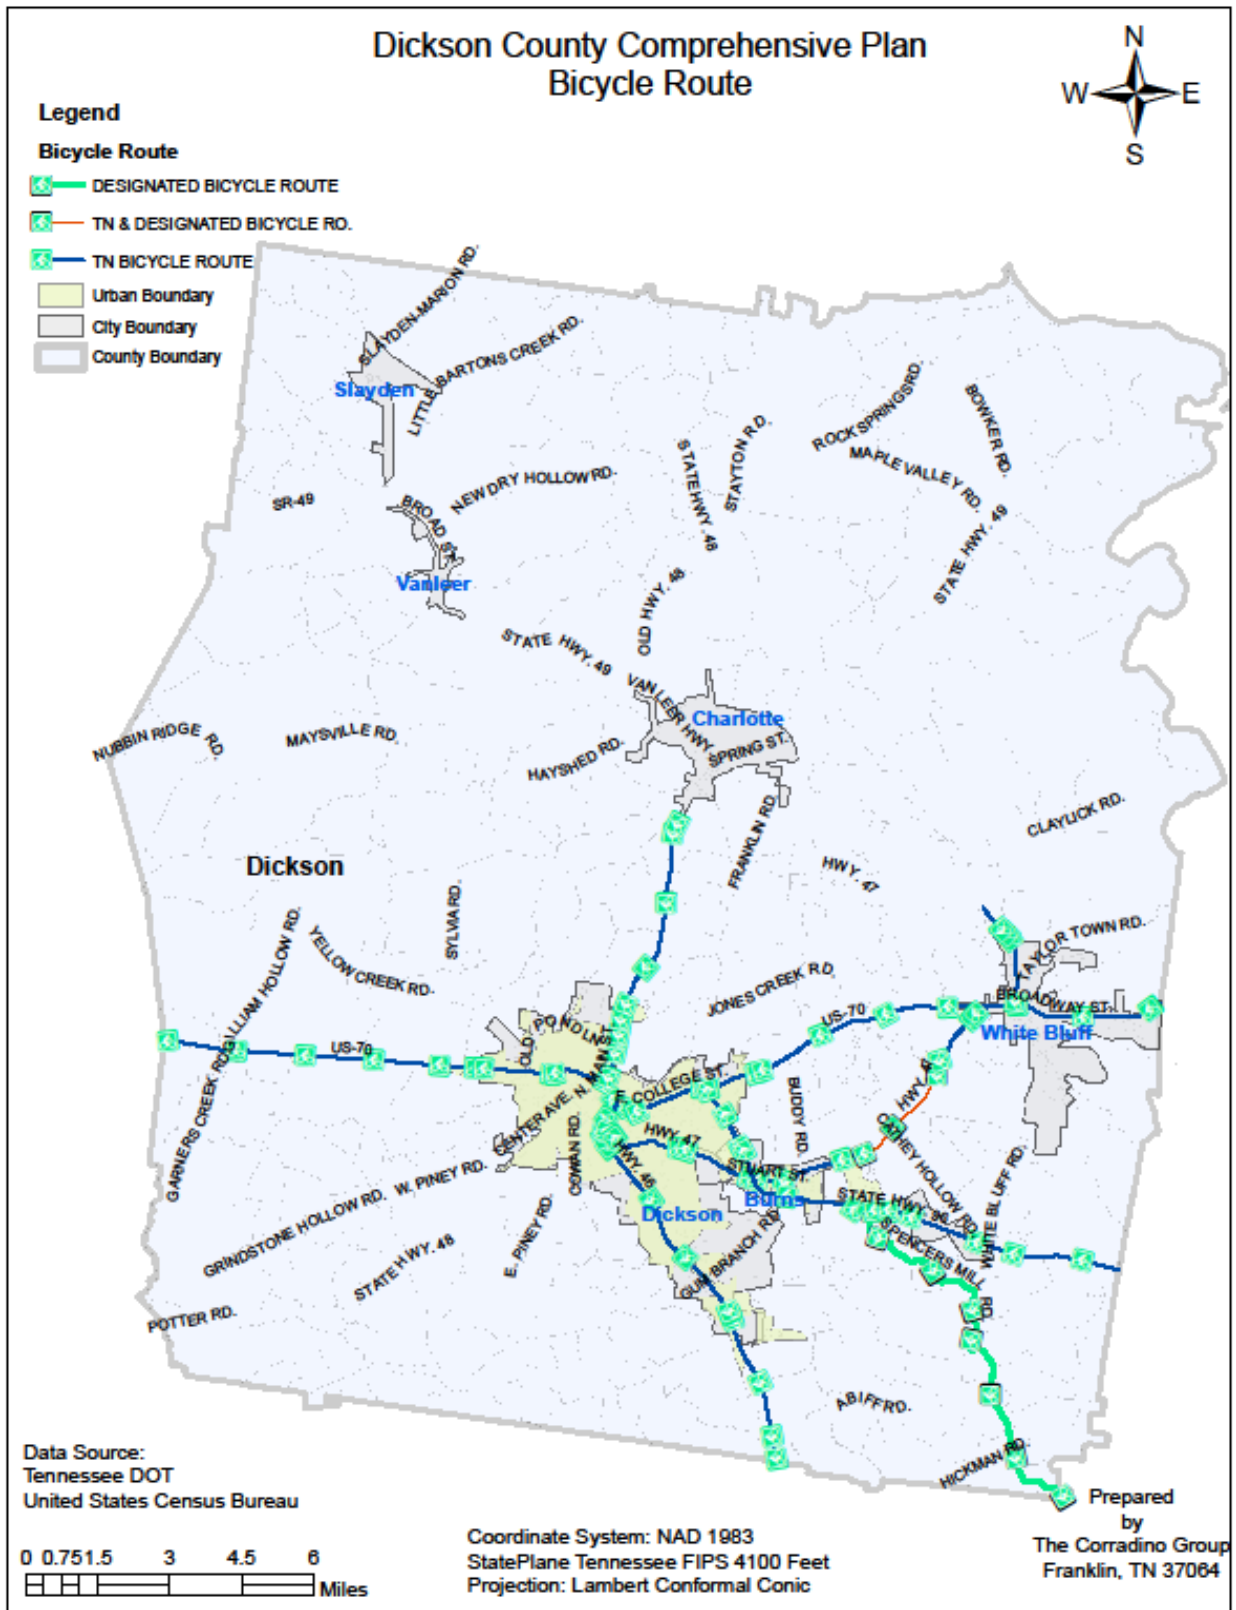 Dickson County Comprehensive Plan
Bicycle Route
N
W
E
S
Legend
Bicycle Route
DESIGNATED BICYCLE ROUTE
TN & DESIGNATED BICYCLE RO.
TN BICYCLE ROUTE
Urban Boundary
City Boundary
County Boundary
SLAYDEN-MARION RD.
LITTLE BARTONS CREEK RD.
Slayden
ROCK SPRINGS RD.
BOWKER RD.
STATE HWY. 48
STAYTON RD.
MAPLE VALLEY RD.
NEW DRY HOLLOW RD.
SR-49
BROAD ST.
STATE HWY. 49
Vanleer
OLD HWY. 48
STATE HWY. 49
VAN LEER HWY.
Charlotte
SPRING ST.
NUBBIN RIDGE RD.
MAYSVILLE RD.
HAYSHED RD.
FRANKLIN RD.
CLAYLICK RD.
Dickson
HWY. 47
SYLVIA RD.
GILLIAM HOLLOW RD.
YELLOW CREEK RD.
TAYLOR TOWN RD.
JONES CREEK RD.
BROADWAY ST.
US-70
White Bluff
OLD POND LN.
N. MAIN ST.
US-70
GARNERS CREEK RD.
E. COLLEGE ST.
HWY. 47
CENTER AVE.
BUDDY RD.
COWAN RD.
HWY. 47
HWY. 46
CATHEY HOLLOW RD.
STUART ST.
WHITE BLUFF RD.
W. PINEY RD.
GRINDSTONE HOLLOW RD.
Burns
STATE HWY. 96
Dickson
E. PINEY RD.
GUM BRANCH RD.
SPENCERS MILL RD.
STATE HWY. 48
POTTER RD.
ABIFF RD.
HICKMAN RD.
Data Source:
Tennessee DOT
United States Census Bureau
Prepared
by
The Corradino Group
Franklin, TN 37064
Coordinate System: NAD 1983
StatePlane Tennessee FIPS 4100 Feet
Projection: Lambert Conformal Conic
0 0.75 1.5 3 4.5 6
Miles